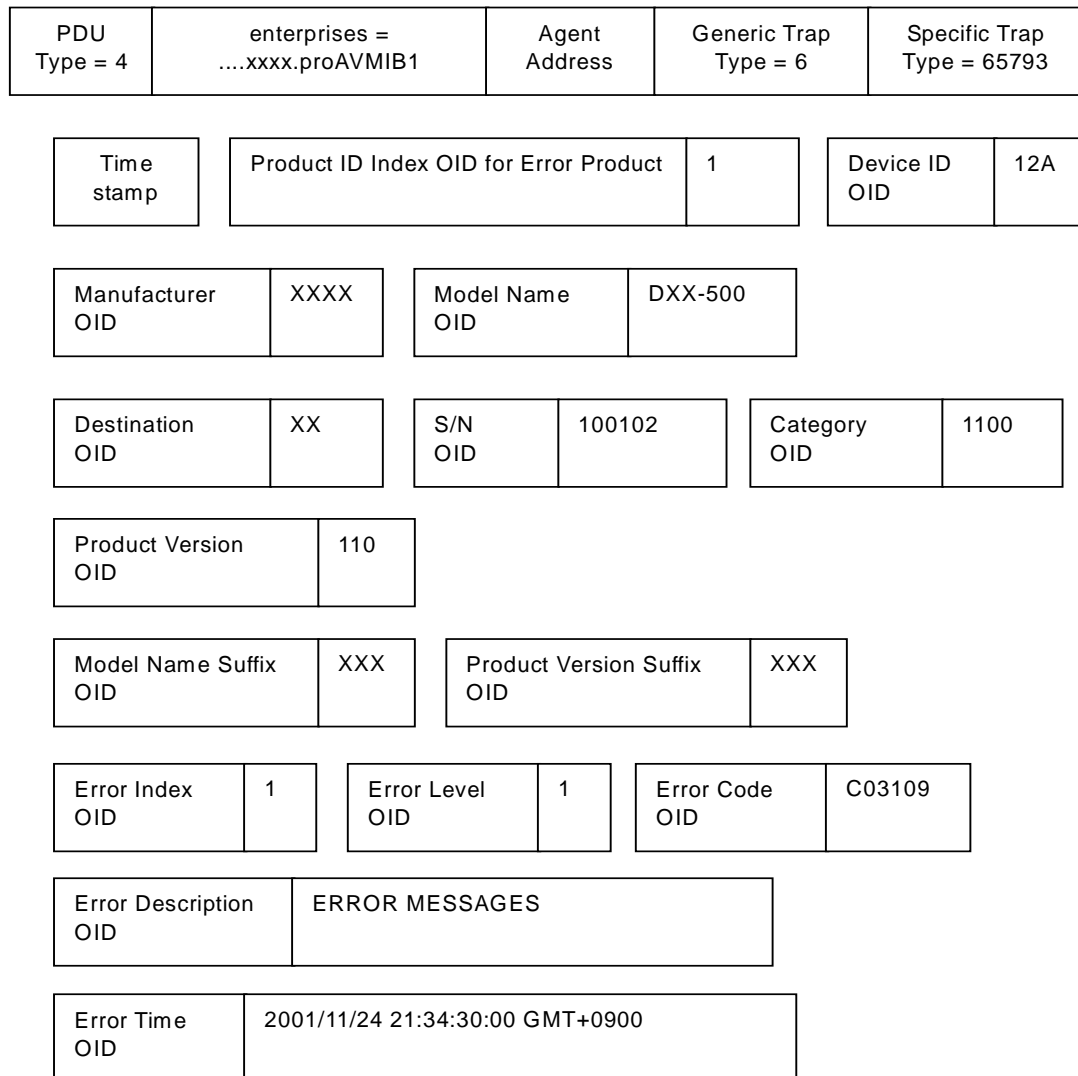 PDU
Type = 4
enterprises =
....xxxx.proAVMIB1
Agent
Address
Generic Trap
Type = 6
Specific Trap
Type = 65793
Time
stamp
Product ID Index OID for Error Product
1
Device ID
OID
12A
Manufacturer
OID
XXXX
Model Name
OID
DXX-500
Destination
OID
XX
S/N
OID
100102
Category
OID
1100
Product Version
OID
110
Model Name Suffix
OID
XXX
Product Version Suffix
OID
XXX
Error Index
OID
1
Error Level
OID
1
Error Code
OID
C03109
Error Description
OID
ERROR MESSAGES
Error Time
OID
2001/11/24 21:34:30:00 GMT+0900